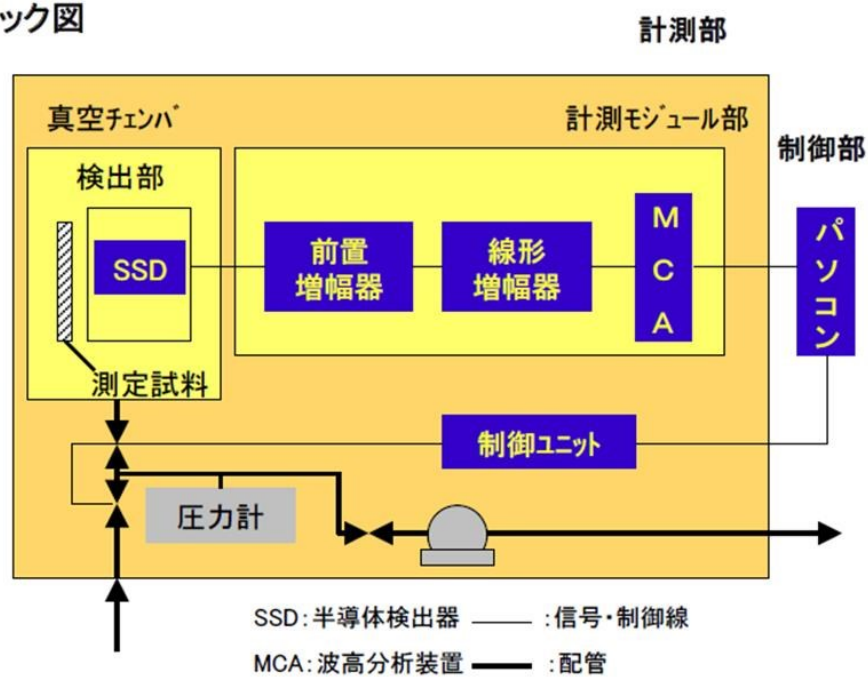 ック図
計測部
真空チェンバ
計測モジュール部
制御部
検出部
SSD
前置
増幅器
線形
増幅器
M
C
A
パ
ソ
コ
ン
測定試料
制御ユニット
圧力計
SSD:半導体検出器 :信号・制御線
MCA:波高分析装置 :配管